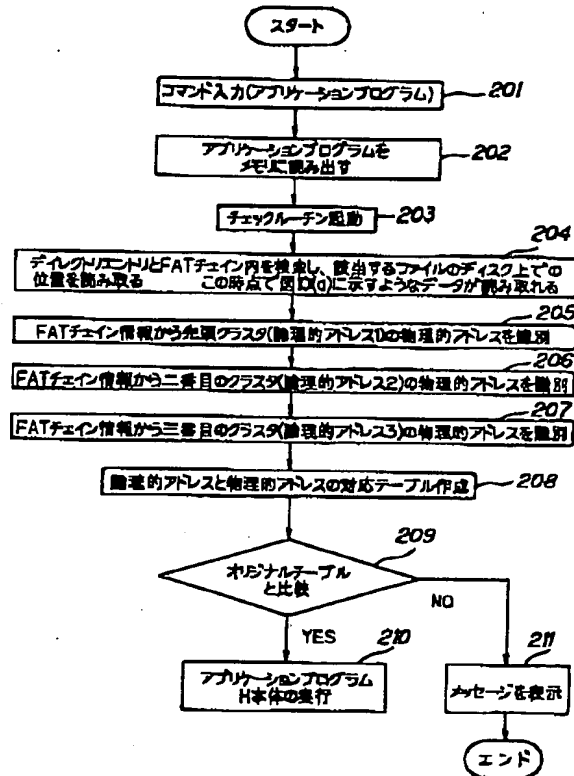 スタート
コマンド入力(アプリケーションプログラム)
201
アプリケーションプログラムを
メモリに読み出す
202
チェックルーチン起動
203
204
ディレクトリエントリとFATチェイン内を検索し、該当するファイルのディスク上での
位置を読み取る この時点で図10(a)に示すようなデータが読み取れる
205
FATチェイン情報から先頭クラスタ(論理的アドレス1)の物理的アドレスを識別
206
FATチェイン情報から二番目のクラスタ(論理的アドレス2)の物理的アドレスを識別
207
FATチェイン情報から三番目のクラスタ(論理的アドレス3)の物理的アドレスを識別
論理的アドレスと物理的アドレスの対応テーブル作成
208
209
オリジナルテーブル
と比較
NO
YES
210
アプリケーションプログラム
H本体の実行
211
メッセージを表示
エンド